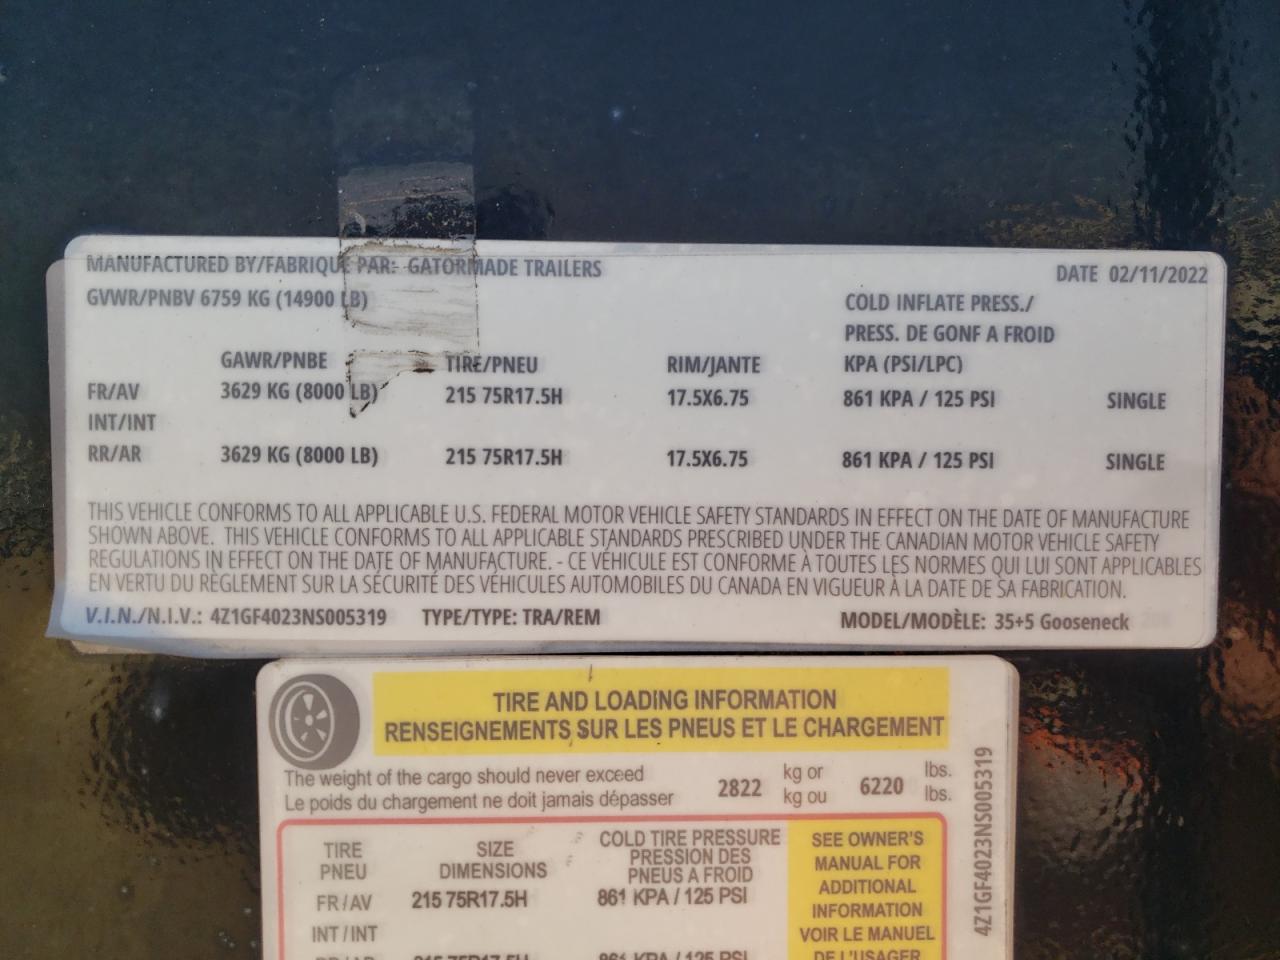 MANUFACTURED BY/FABRIQUE PAR:- GATORMADE TRAILERS DATE 02/11/2022
GVWR/PNBV 6759 KG (14900 LB) COLD INFLATE PRESS./
PRESS. DE GONF A FROID
GAWR/PNBE TIRE/PNEU RIM/JANTE KPA (PSI/LPC)
FR/AV 3629 KG (8000 LB) 215 75R17.5H 17.5X6.75 861 KPA / 125 PSI SINGLE
INT/INT
RR/AR 3629 KG (8000 LB) 215 75R17.5H 17.5X6.75 861 KPA / 125 PSI SINGLE
THIS VEHICLE CONFORMS TO ALL APPLICABLE U.S. FEDERAL MOTOR VEHICLE SAFETY STANDARDS IN EFFECT ON THE DATE OF MANUFACTURE
SHOWN ABOVE. THIS VEHICLE CONFORMS TO ALL APPLICABLE STANDARDS PRESCRIBED UNDER THE CANADIAN MOTOR VEHICLE SAFETY
REGULATIONS IN EFFECT ON THE DATE OF MANUFACTURE. - CE VÉHICULE EST CONFORME À TOUTES LES NORMES QUI LUI SONT APPLICABLES
EN VERTU DU RÈGLEMENT SUR LA SÉCURITÉ DES VÉHICULES AUTOMOBILES DU CANADA EN VIGUEUR À LA DATE DE SA FABRICATION.
V.I.N./N.I.V.: 4Z1GF4023NS005319 TYPE/TYPE: TRA/REM MODEL/MODÈLE: 35+5 Gooseneck
TIRE AND LOADING INFORMATION
RENSEIGNEMENTS SUR LES PNEUS ET LE CHARGEMENT
The weight of the cargo should never exceed 2822 kg or 6220 lbs.
Le poids du chargement ne doit jamais dépasser kg ou lbs.
TIRE SIZE COLD TIRE PRESSURE
PNEU DIMENSIONS PRESSION DES
PNEUS A FROID
FR/AV 215 75R17.5H 861 KPA / 125 PSI
INT/INT
RR/AR 215 75R17.5H 861 KPA / 125 PSI
SEE OWNER'S
MANUAL FOR
ADDITIONAL
INFORMATION
VOIR LE MANUEL
DE L'USAGER
4Z1GF4023NS005319